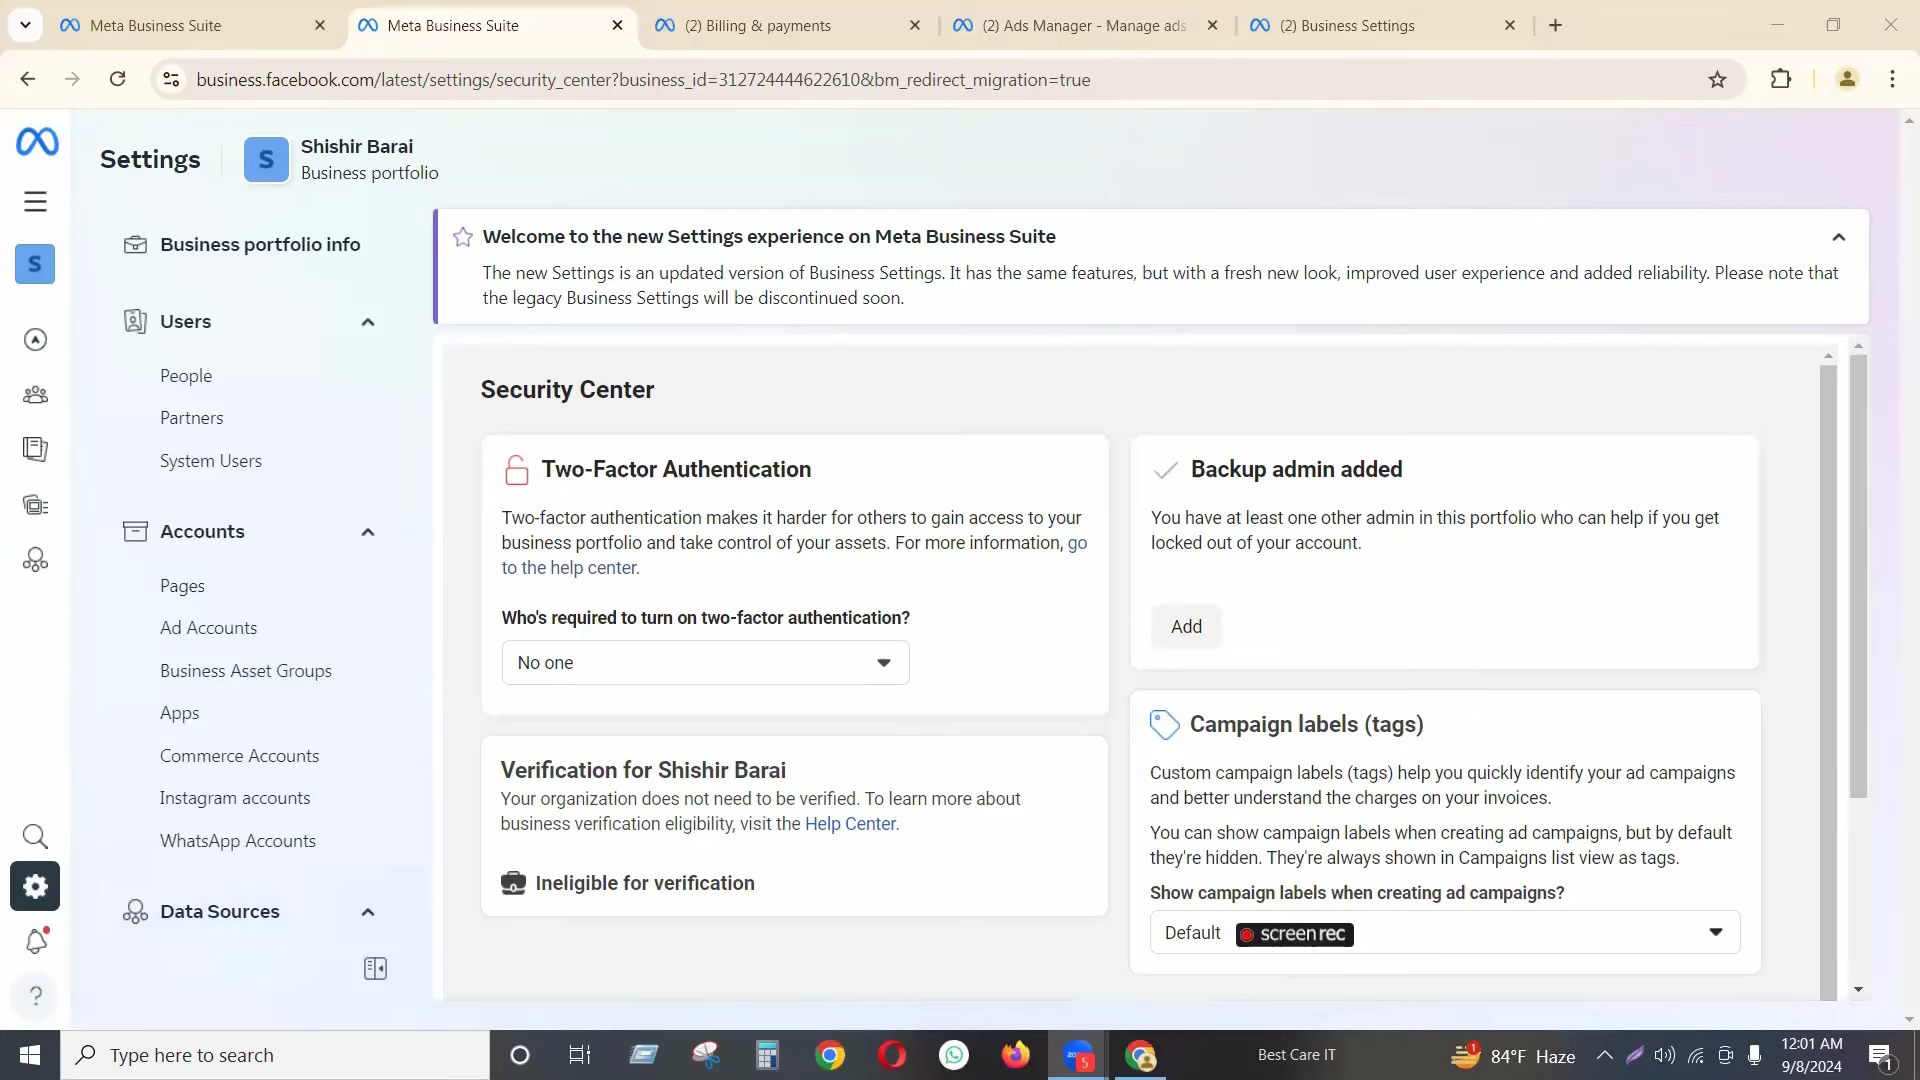 Meta Business Suite
Meta Business Suite
(2) Billing & payments
(2) Ads Manager - Manage ads
(2) Business Settings
business.facebook.com/latest/settings/security_center?business_id=312724444622610&bm_redirect_migration=true
Settings
S
Shishir Barai
Business portfolio
S
Business portfolio info
Users
People
Partners
System Users
Accounts
Pages
Ad Accounts
Business Asset Groups
Apps
Commerce Accounts
Instagram accounts
WhatsApp Accounts
Data Sources
?
Welcome to the new Settings experience on Meta Business Suite
The new Settings is an updated version of Business Settings. It has the same features, but with a fresh new look, improved user experience and added reliability. Please note that
the legacy Business Settings will be discontinued soon.
Security Center
Two-Factor Authentication
Two-factor authentication makes it harder for others to gain access to your
business portfolio and take control of your assets. For more information, go
to the help center.
Who's required to turn on two-factor authentication?
No one
Verification for Shishir Barai
Your organization does not need to be verified. To learn more about
business verification eligibility, visit the Help Center.
Ineligible for verification
Backup admin added
You have at least one other admin in this portfolio who can help if you get
locked out of your account.
Add
Campaign labels (tags)
Custom campaign labels (tags) help you quickly identify your ad campaigns
and better understand the charges on your invoices.
You can show campaign labels when creating ad campaigns, but by default
they're hidden. They're always shown in Campaigns list view as tags.
Show campaign labels when creating ad campaigns?
Default
screenrec
Type here to search
zoom
5
Best Care IT
1
84°F Haze
12:01 AM
9/8/2024
1